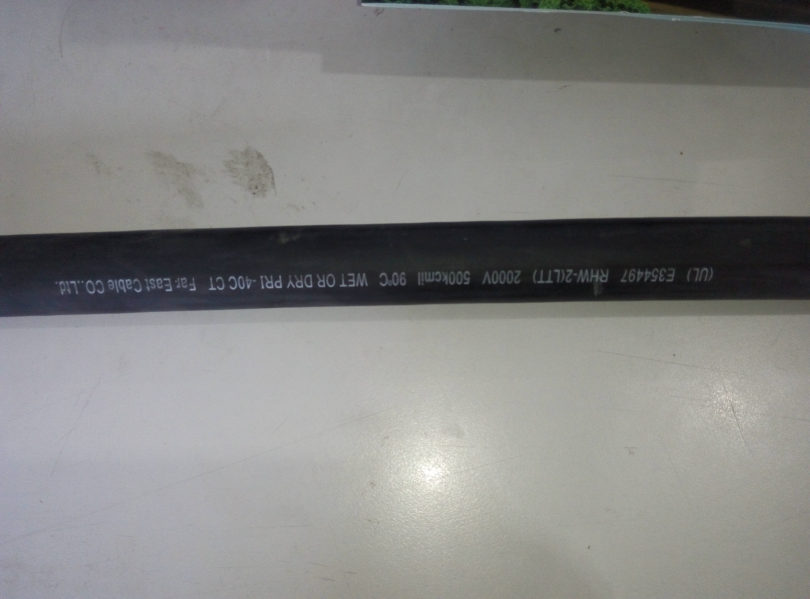 (UL) E354497 RHW-2(LTT) 2000V 500kcmil 90℃ WET OR DRY PRI -40C CT Far East Cable CO.,Ltd.